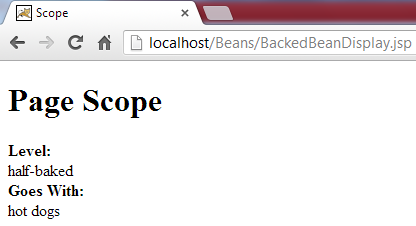 Scope
localhost/Beans/BackedBeanDisplay.jsp
Page Scope
Level:
half-baked
Goes With:
hot dogs